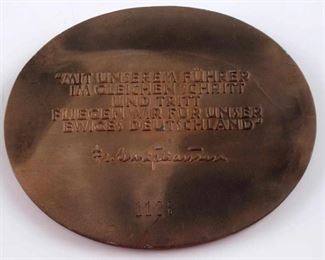 "MIT UNSEREM FÜHRER
IM GLEICHEN SCHRITT
UND TRITT
FLIEGEN WIR FÜR UNSER
EWIGES DEUTSCHLAND"